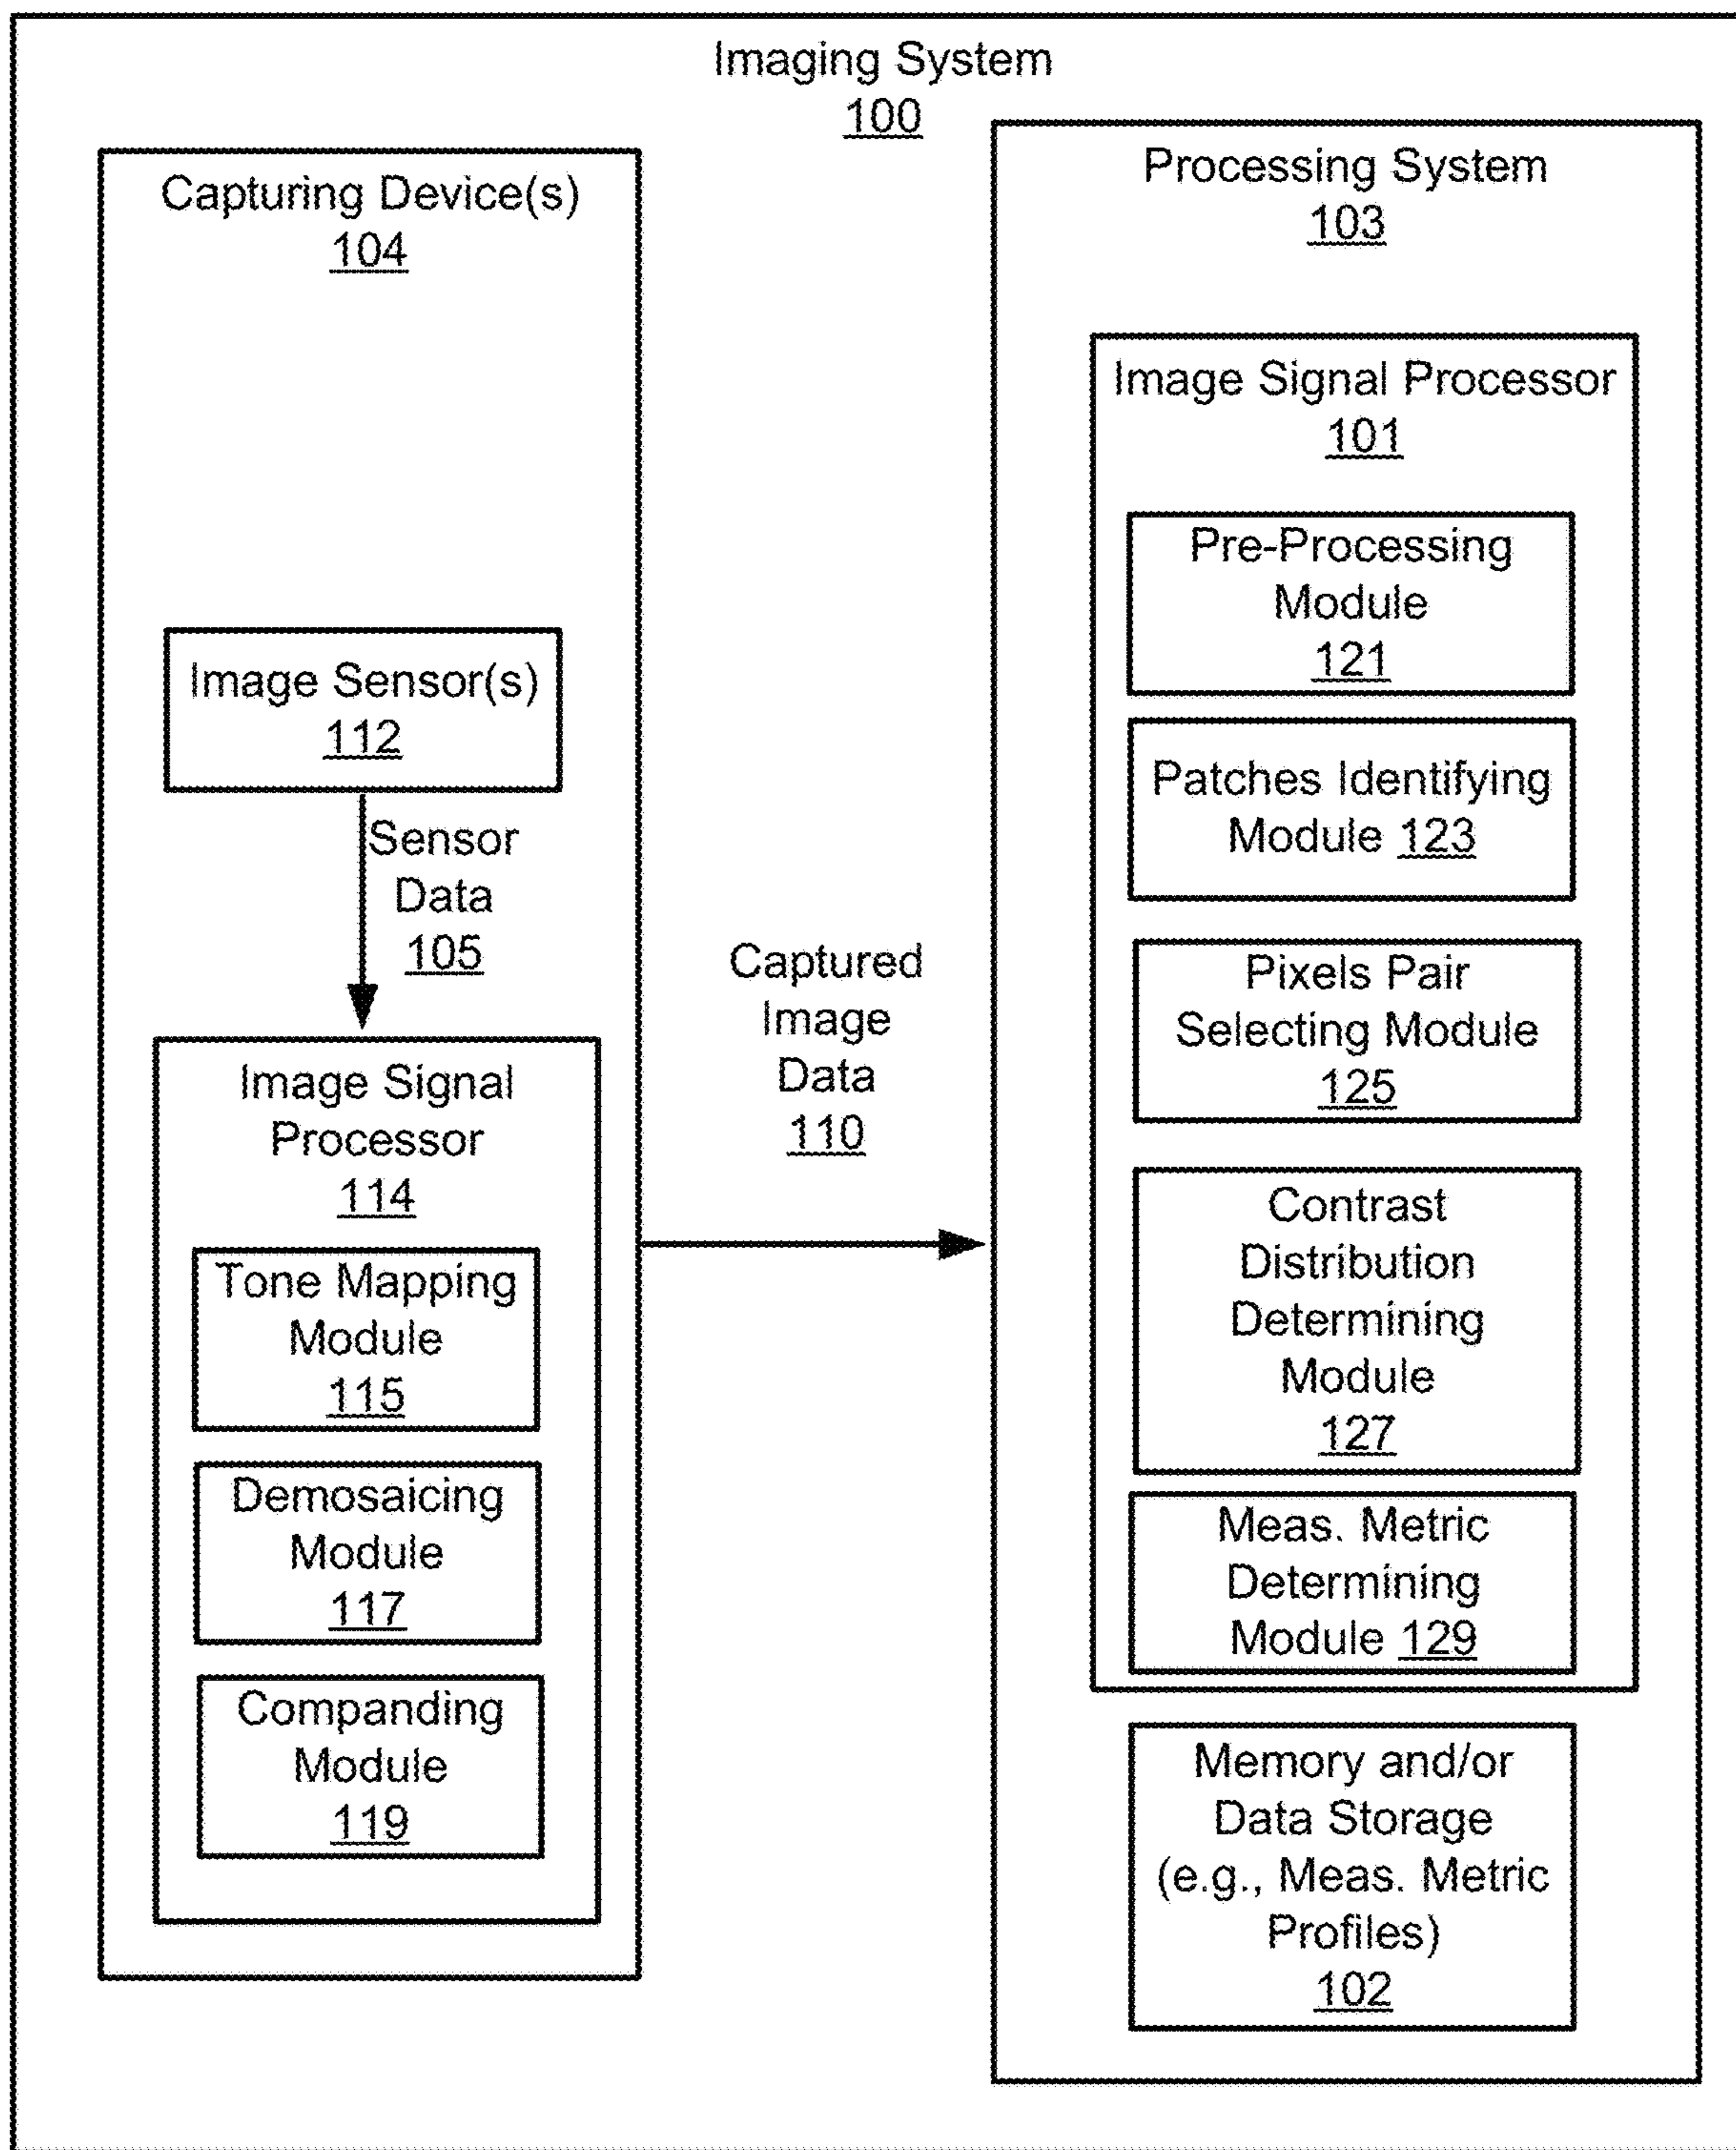 Imaging System
100
Capturing Device(s)
104
Image Sensor(s)
112
Sensor
Data
105
Image Signal
Processor
114
Tone Mapping
Module
115
Demosaicing
Module
117
Companding
Module
119
Captured
Image
Data
110
Processing System
103
Image Signal Processor
101
Pre-Processing
Module
121
Patches Identifying
Module 123
Pixels Pair
Selecting Module
125
Contrast
Distribution
Determining
Module
127
Meas. Metric
Determining
Module 129
Memory and/or
Data Storage
(e.g., Meas. Metric
Profiles)
102